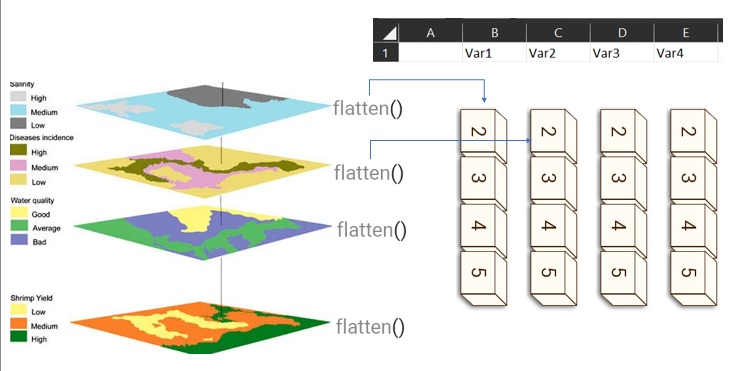 A B C D E
1 Var1 Var2 Var3 Var4
Salinity
High
Medium
Low
flatten()
Diseases incidence
High
Medium
Low
flatten()
Water quality
Good
Average
Bad
flatten()
Shrimp Yield
Low
Medium
High
flatten()
2 2 2 2
3 3 3 3
4 4 4 4
5 5 5 5